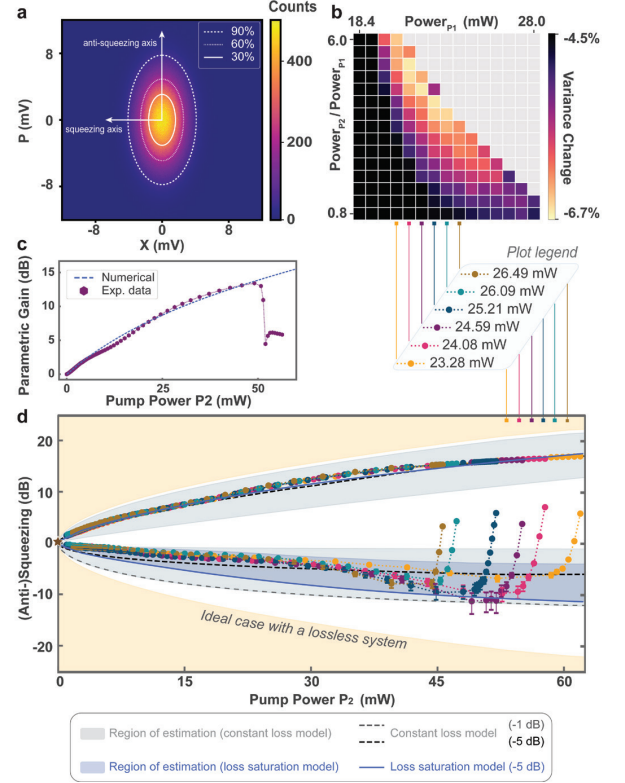 a
Counts
P (mV)
8
0
-8
anti-squeezing axis
squeezing axis
90%
60%
30%
-8
0
8
X (mV)
400
200
0
b
18.4
Power_P1 (mW)
28.0
6.0
Power_P2 / Power_P1
0.8
-4.5%
Variance Change
-6.7%
Plot legend
26.49 mW
26.09 mW
25.21 mW
24.59 mW
24.08 mW
23.28 mW
c
Parametric Gain (dB)
15
10
5
0
Numerical
Exp. data
0
25
50
Pump Power P2 (mW)
d
(Anti-)Squeezing (dB)
20
10
0
-10
-20
Ideal case with a lossless system
0
15
30
45
60
Pump Power P₂ (mW)
Region of estimation (constant loss model)
Constant loss model
(-1 dB)
(-5 dB)
Region of estimation (loss saturation model)
Loss saturation model (-5 dB)